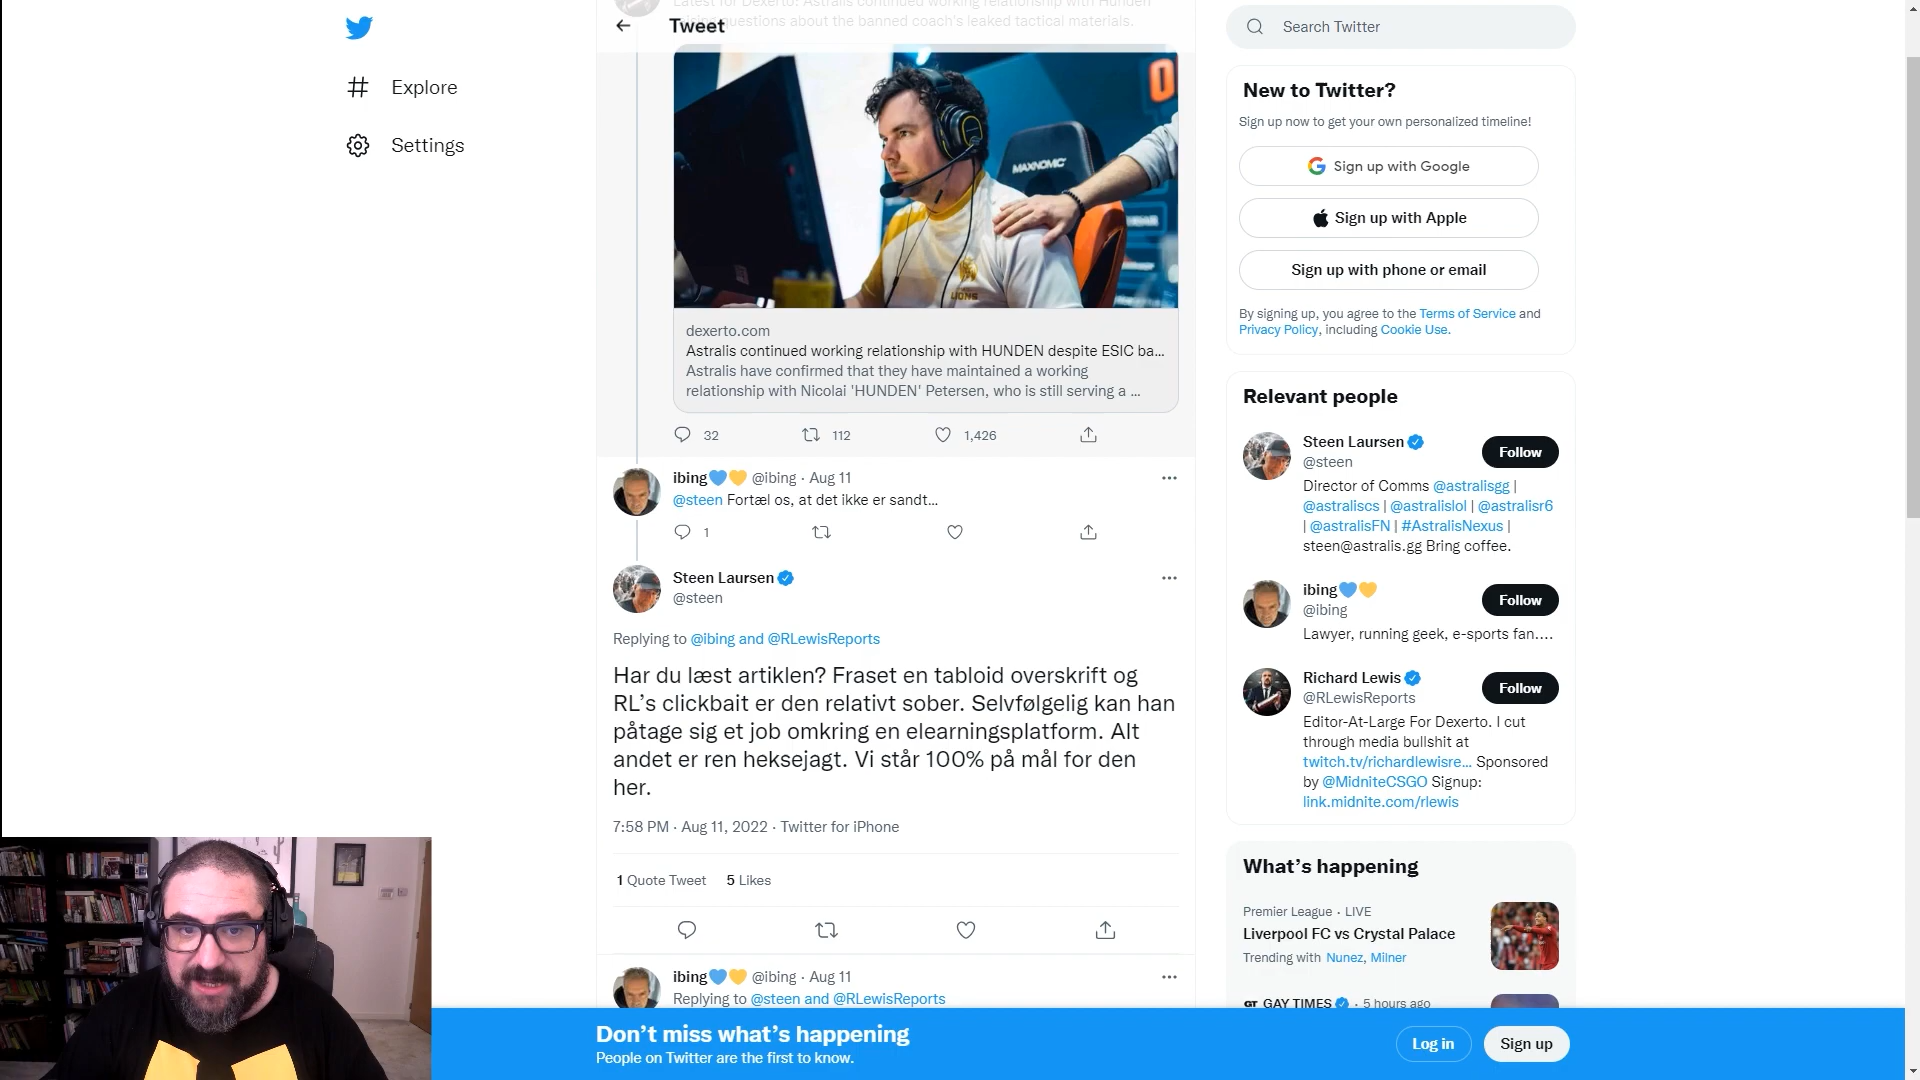 Latest for Dexerto: Astralis continued working relationship with Hunden
questions about the banned coach's leaked tactical materials.
Tweet
Search Twitter
Explore
Settings
New to Twitter?
Sign up now to get your own personalized timeline!
Sign up with Google
Sign up with Apple
Sign up with phone or email
By signing up, you agree to the Terms of Service and
Privacy Policy, including Cookie Use.
MAXNOMIC
LIONS
dexerto.com
Astralis continued working relationship with HUNDEN despite ESIC ba...
Astralis have confirmed that they have maintained a working
relationship with Nicolai 'HUNDEN' Petersen, who is still serving a ...
32 112 1,426
ibing @ibing · Aug 11
@steen Fortæl os, at det ikke er sandt...
1
Steen Laursen
@steen
Replying to @ibing and @RLewisReports
Har du læst artiklen? Fraset en tabloid overskrift og
RL’s clickbait er den relativt sober. Selvfølgelig kan han
påtage sig et job omkring en elearningsplatform. Alt
andet er ren heksejagt. Vi står 100% på mål for den
her.
7:58 PM · Aug 11, 2022 · Twitter for iPhone
1 Quote Tweet 5 Likes
ibing @ibing · Aug 11
Replying to @steen and @RLewisReports
Relevant people
Steen Laursen
@steen
Follow
Director of Comms @astralisgg |
@astraliscs | @astralislol | @astralisr6
| @astralisFN | #AstralisNexus |
steen@astralis.gg Bring coffee.
ibing
@ibing
Follow
Lawyer, running geek, e-sports fan....
Richard Lewis
@RLewisReports
Follow
Editor-At-Large For Dexerto. I cut
through media bullshit at
twitch.tv/richardlewisre... Sponsored
by @MidniteCSGO Signup:
link.midnite.com/rlewis
What’s happening
Premier League · LIVE
Liverpool FC vs Crystal Palace
Trending with Nunez, Milner
GT GAY TIMES · 5 hours ago
Don’t miss what’s happening
People on Twitter are the first to know.
Log in
Sign up